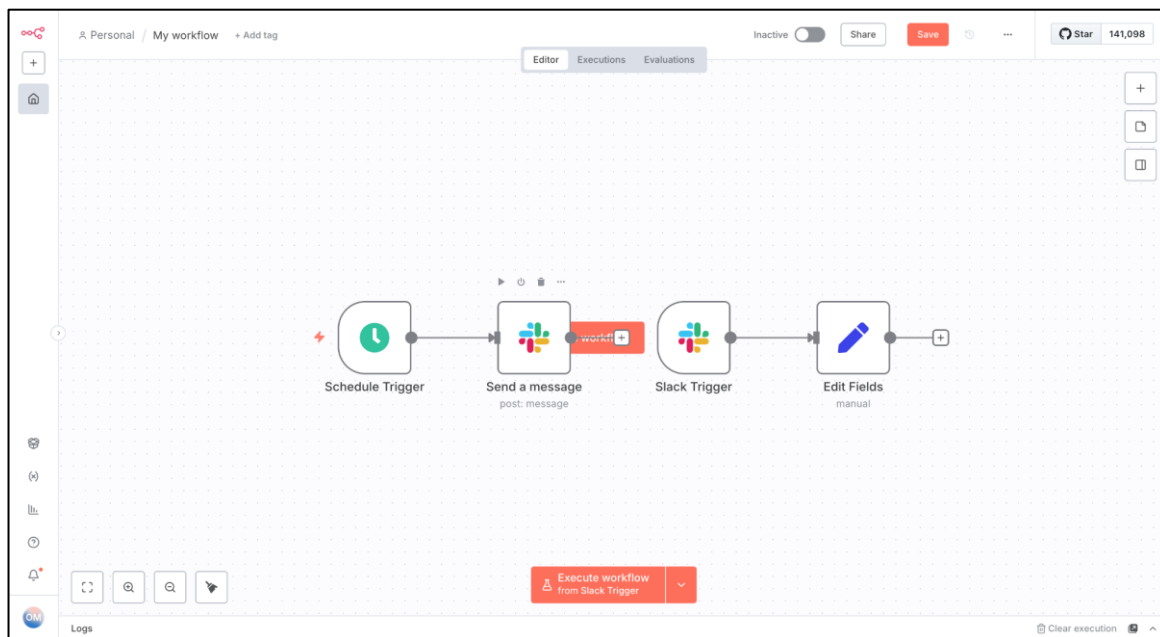 Personal / My workflow + Add tag
Inactive Share Save ... Star 141,098
Editor Executions Evaluations
Schedule Trigger
Send a message
post: message
Slack Trigger
Edit Fields
manual
Execute workflow
from Slack Trigger
OM
Logs
Clear execution